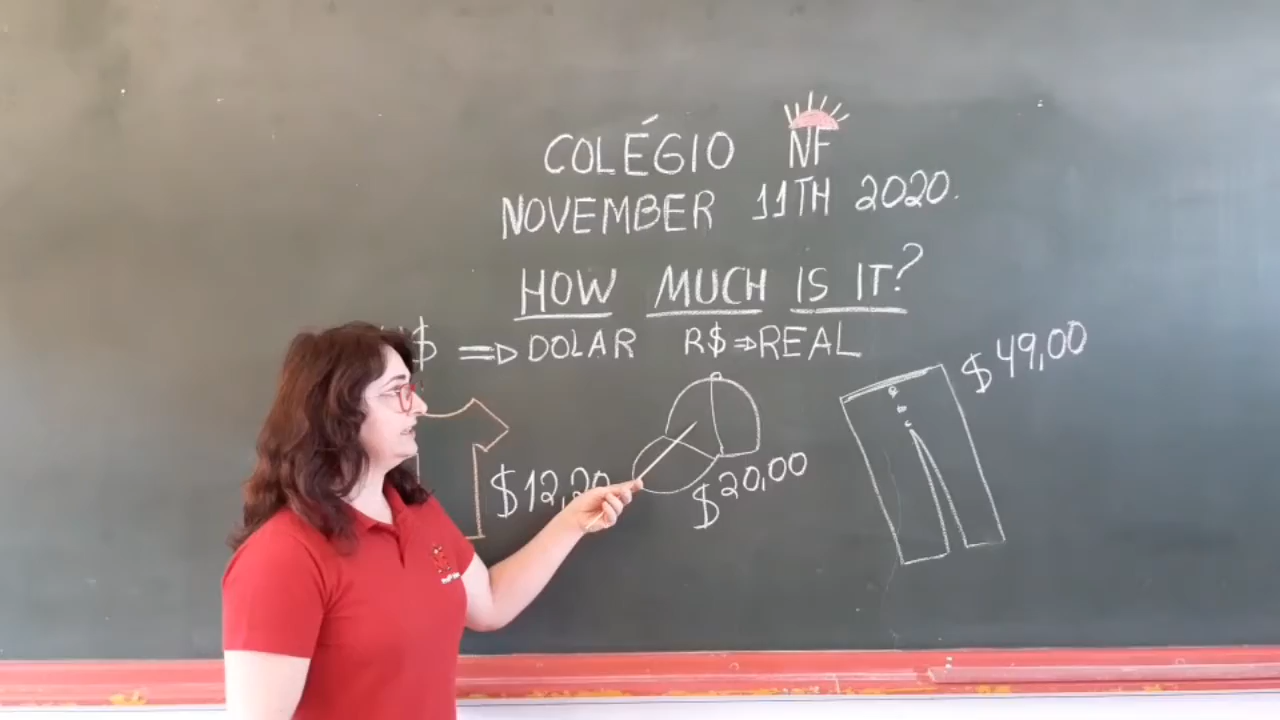 COLÉGIO NF
NOVEMBER 11TH 2020.
HOW MUCH IS IT?
$ ⇒ DOLAR R$ ⇒ REAL
$ 49,00
$ 12,20
$ 20,00